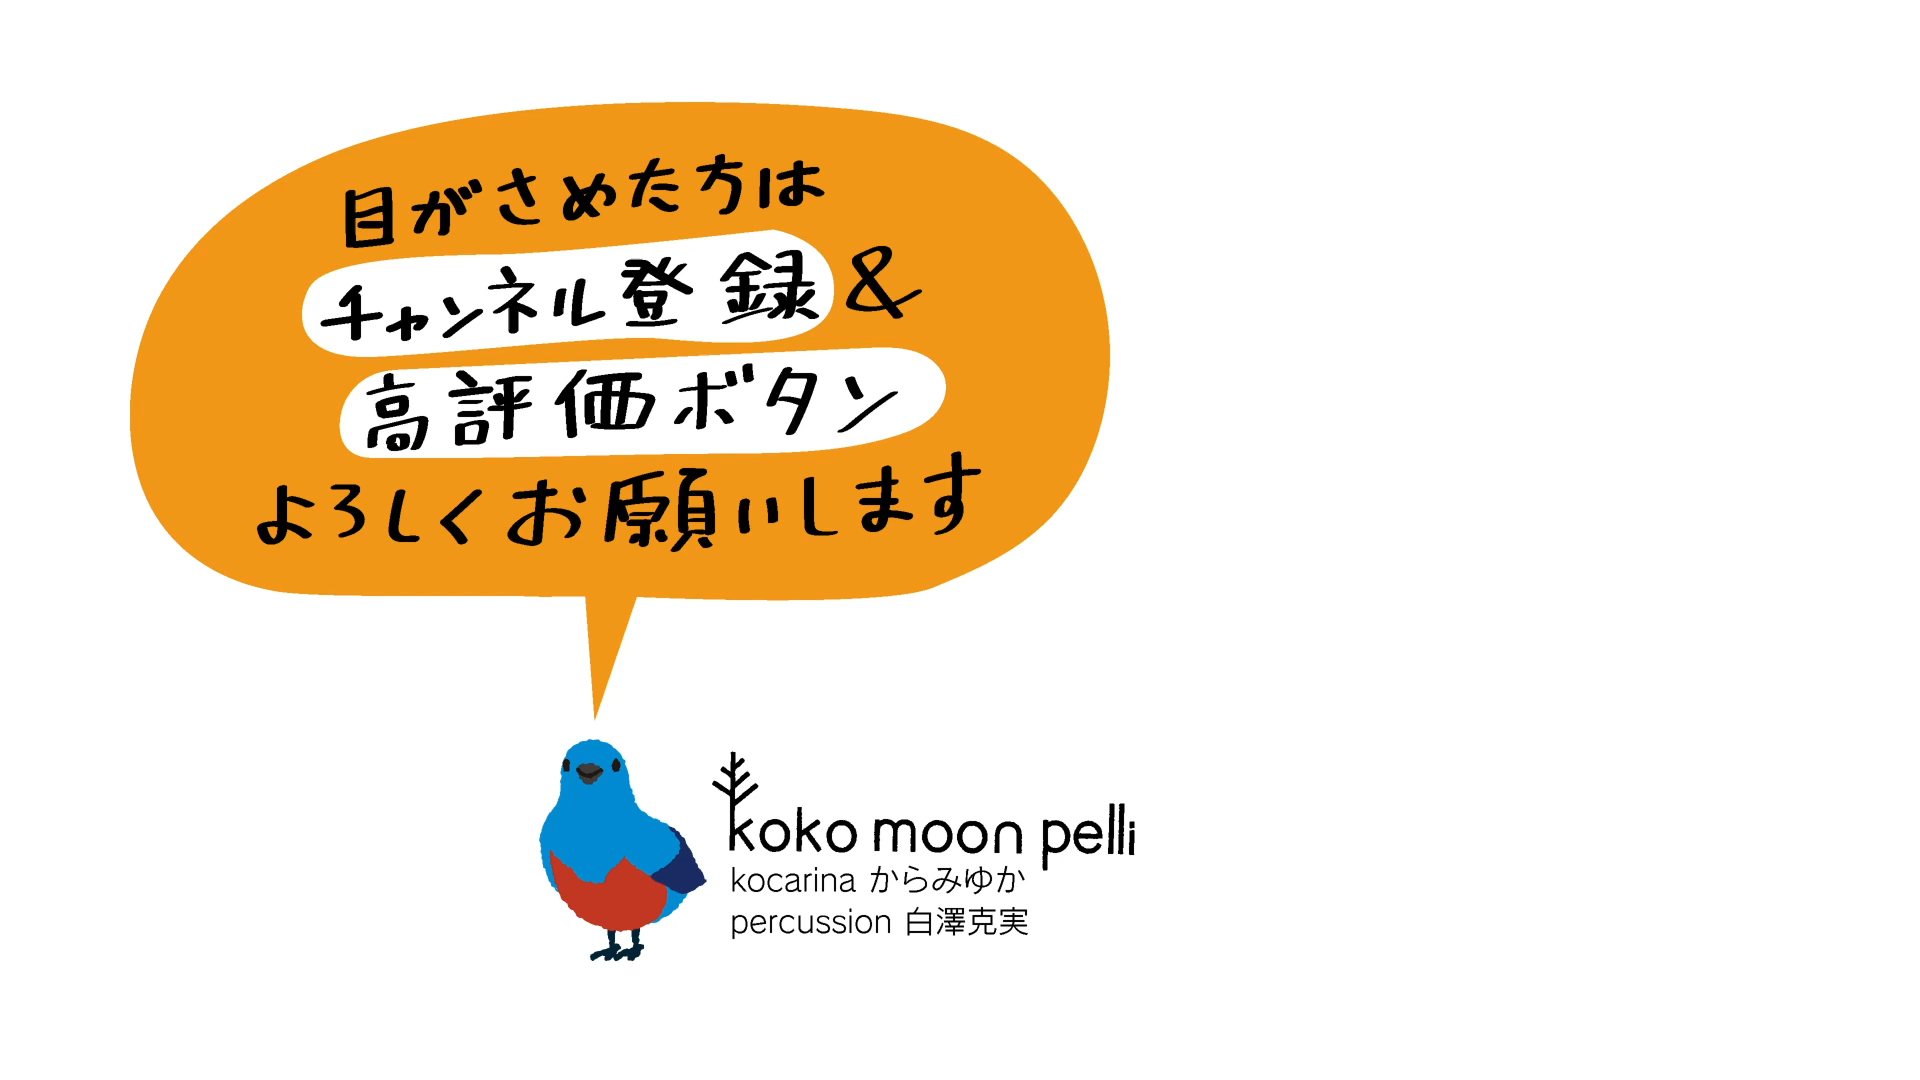 目がさめた方は
チャンネル登録&
高評価ボタン
よろしくお願いします
koko moon pelli
kocarina からみゆか
percussion 白澤克実